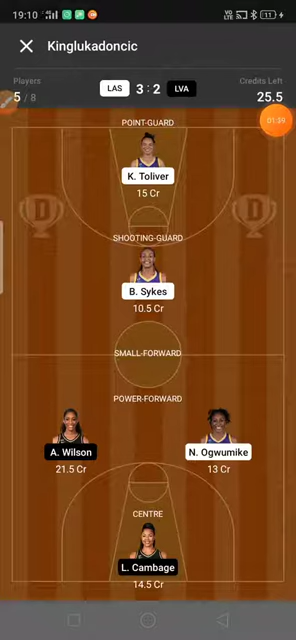 19:10
11
Kinglukadoncic
Players
5 / 8
LAS 3 : 2 LVA
Credits Left
25.5
01:39
POINT-GUARD
K. Toliver
15 Cr
D D
SHOOTING-GUARD
B. Sykes
10.5 Cr
SMALL-FORWARD
POWER-FORWARD
A. Wilson
21.5 Cr
N. Ogwumike
13 Cr
CENTRE
L. Cambage
14.5 Cr